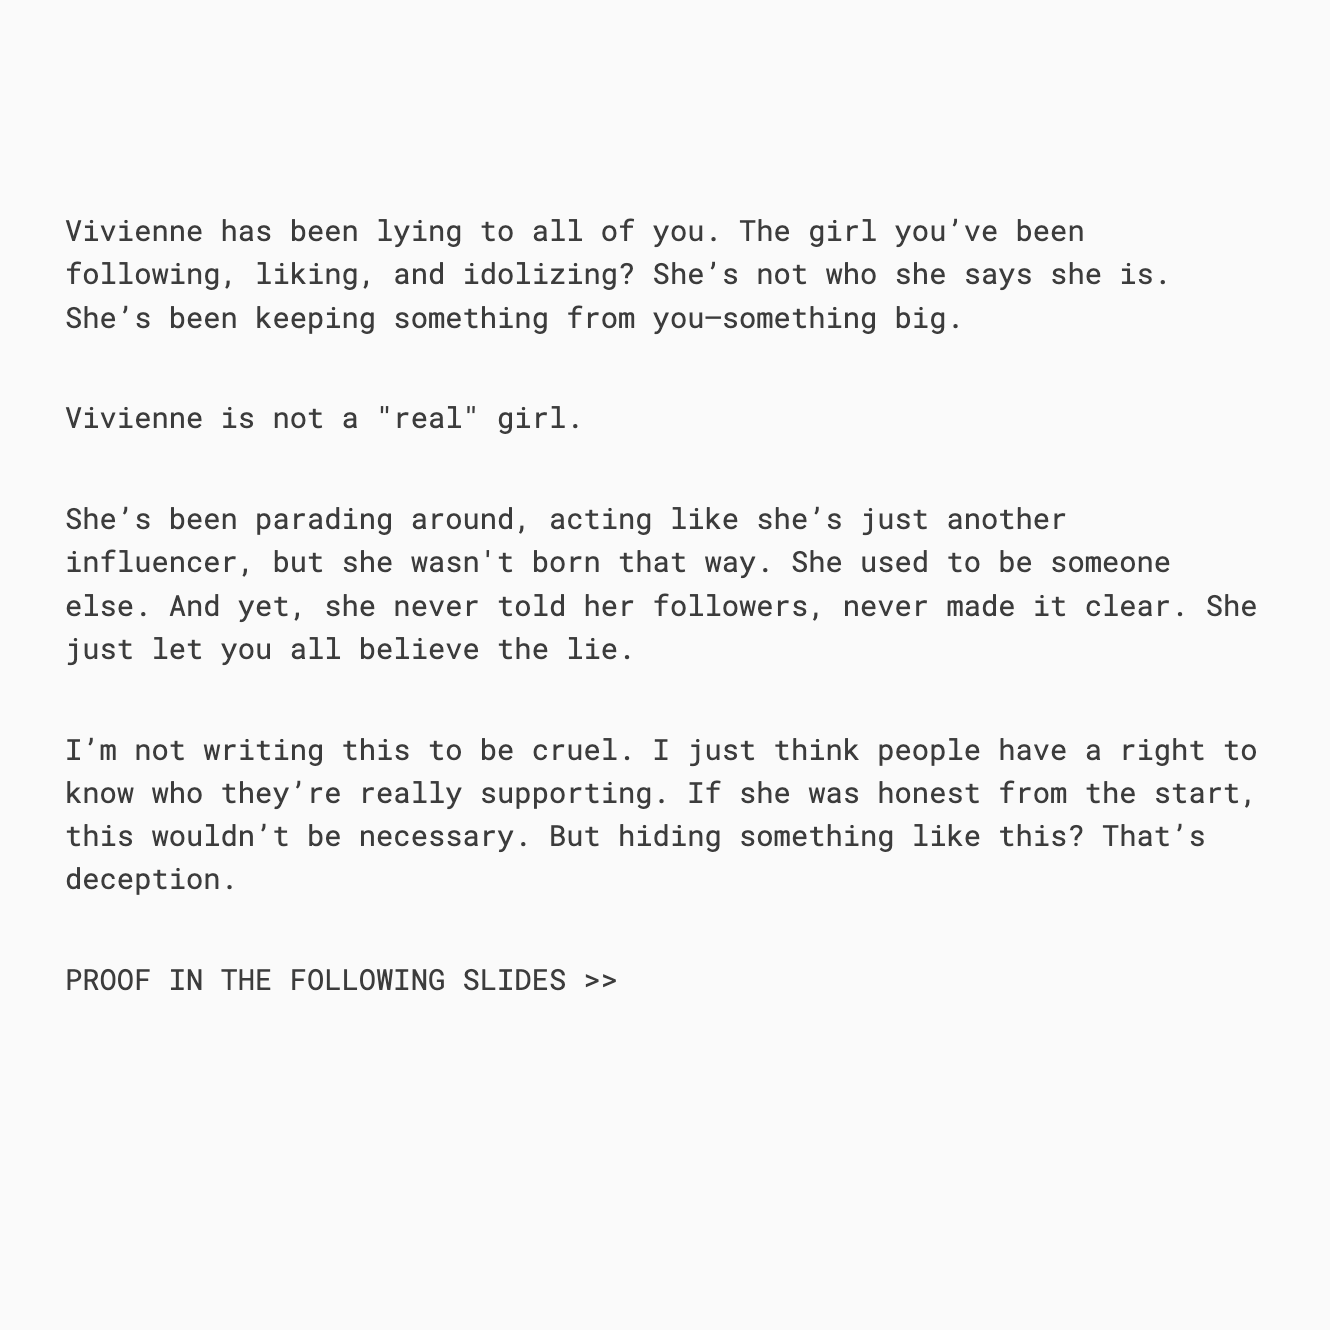 Vivienne has been lying to all of you. The girl you’ve been
following, liking, and idolizing? She’s not who she says she is.
She’s been keeping something from you—something big.
Vivienne is not a "real" girl.
She’s been parading around, acting like she’s just another
influencer, but she wasn't born that way. She used to be someone
else. And yet, she never told her followers, never made it clear. She
just let you all believe the lie.
I’m not writing this to be cruel. I just think people have a right to
know who they’re really supporting. If she was honest from the start,
this wouldn’t be necessary. But hiding something like this? That’s
deception.
PROOF IN THE FOLLOWING SLIDES >>